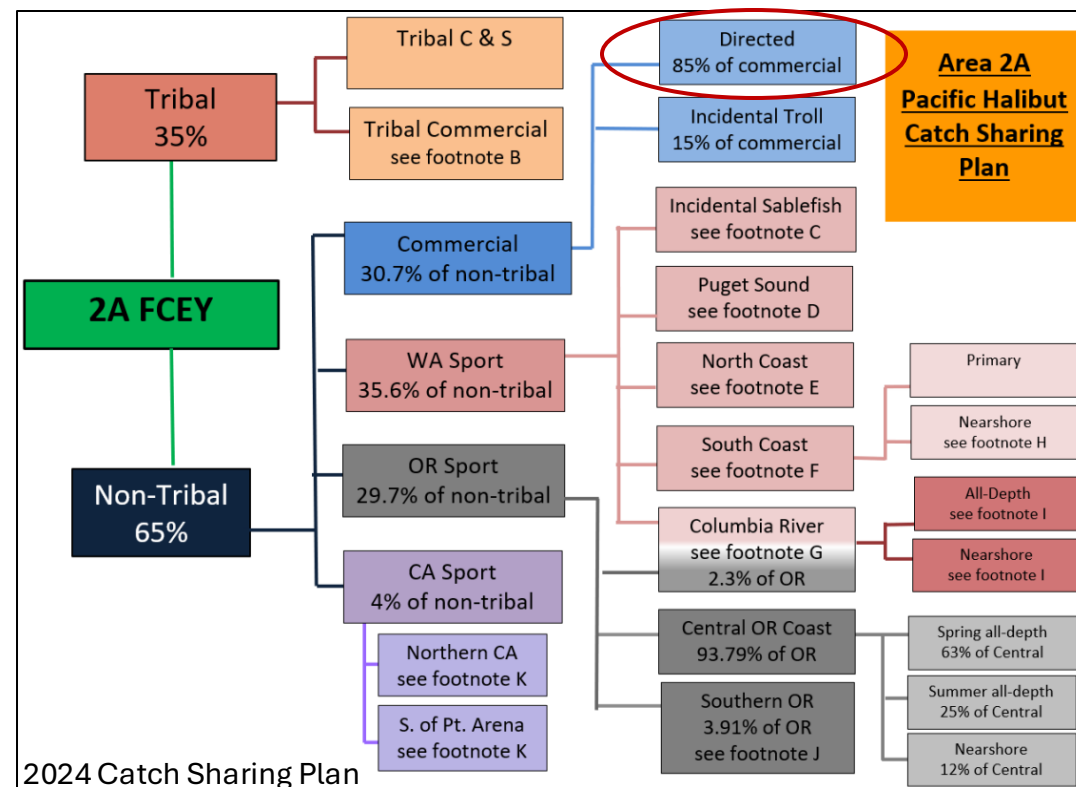 Tribal
35%
2A FCEY
Non-Tribal
65%
Tribal C & S
Tribal Commercial
see footnote B
Commercial
30.7% of non-tribal
WA Sport
35.6% of non-tribal
OR Sport
29.7% of non-tribal
CA Sport
4% of non-tribal
Northern CA
see footnote K
S. of Pt. Arena
see footnote K
Directed
85% of commercial
Incidental Troll
15% of commercial
Incidental Sablefish
see footnote C
Puget Sound
see footnote D
North Coast
see footnote E
South Coast
see footnote F
Columbia River
see footnote G
2.3% of OR
Central OR Coast
93.79% of OR
Southern OR
3.91% of OR
see footnote J
Area 2A
Pacific Halibut
Catch Sharing
Plan
Primary
Nearshore
see footnote H
All-Depth
see footnote I
Nearshore
see footnote I
Spring all-depth
63% of Central
Summer all-depth
25% of Central
Nearshore
12% of Central
2024 Catch Sharing Plan